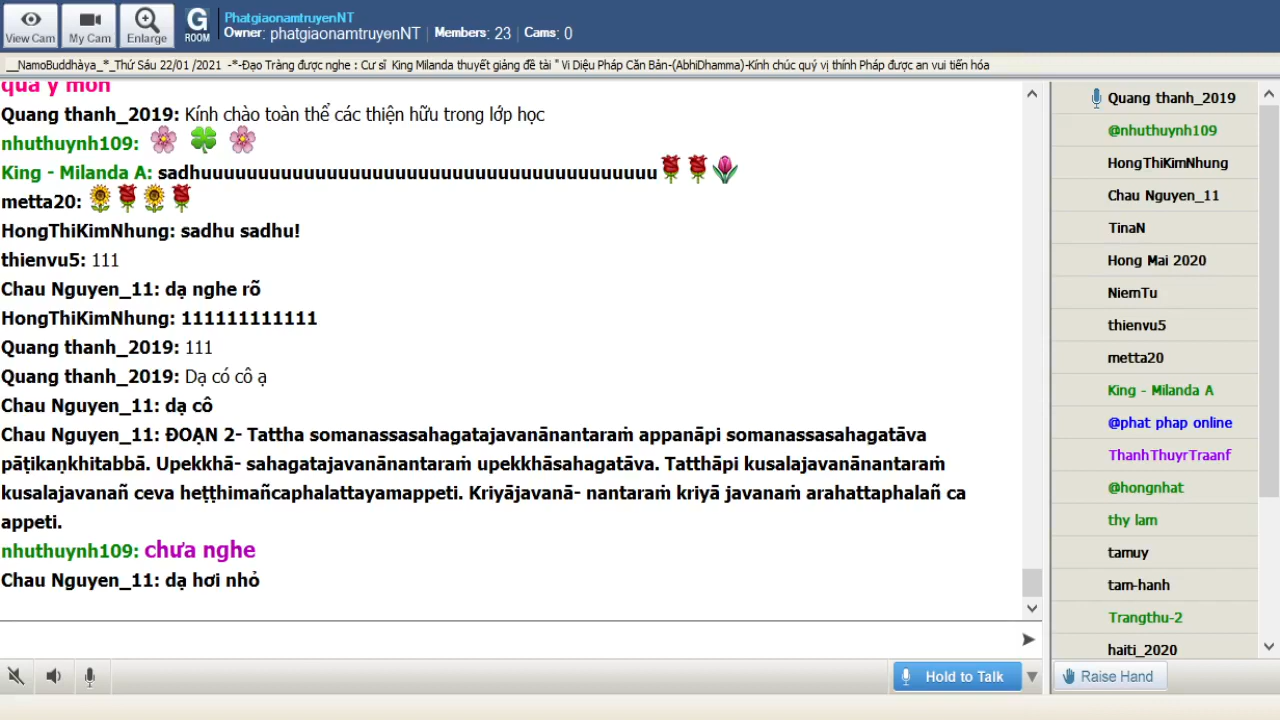 View Cam
My Cam
Enlarge
G
ROOM
PhatgiaonamtruyenNT
Owner: phatgiaonamtruyenNT | Members: 23 | Cams: 0
__NamoBuddhàya_*_Thứ Sáu 22/01 /2021 -*-Đạo Tràng được nghe : Cư sĩ King Milanda thuyết giảng đề tài " Vi Diệu Pháp Căn Bản-(AbhiDhamma)-Kính chúc quý vị thính Pháp được an vui tiến hóa
qua ý môn
Quang thanh_2019: Kính chào toàn thể các thiện hữu trong lớp học
nhuthuynh109:
King - Milanda A: sadhuuuuuuuuuuuuuuuuuuuuuuuuuuuuuuuuuuuuuuuu
metta20:
HongThiKimNhung: sadhu sadhu!
thienvu5: 111
Chau Nguyen_11: dạ nghe rõ
HongThiKimNhung: 111111111111
Quang thanh_2019: 111
Quang thanh_2019: Dạ có cô ạ
Chau Nguyen_11: dạ cô
Chau Nguyen_11: ĐOẠN 2- Tattha somanassasahagatajavanānantaraṁ appanāpi somanassasahagatāva
pāṭikaṇkhitabbā. Upekkhā- sahagatajavanānantaraṁ upekkhāsahagatāva. Tatthāpi kusalajavanānantaraṁ
kusalajavanañ ceva heṭṭhimañcaphalattayamappeti. Kriyājavanā- nantaraṁ kriyā javanaṁ arahattaphalañ ca
appeti.
nhuthuynh109: chưa nghe
Chau Nguyen_11: dạ hơi nhỏ
Hold to Talk
Quang thanh_2019
@nhuthuynh109
HongThiKimNhung
Chau Nguyen_11
TinaN
Hong Mai 2020
NiemTu
thienvu5
metta20
King - Milanda A
@phat phap online
ThanhThuyrTraanf
@hongnhat
thy lam
tamuy
tam-hanh
Trangthu-2
haiti_2020
Raise Hand